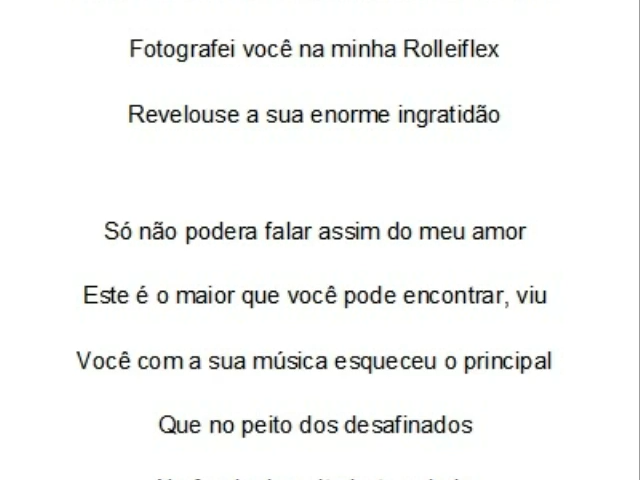 Fotografei você na minha Rolleiflex
Revelouse a sua enorme ingratidão
Só não podera falar assim do meu amor
Este é o maior que você pode encontrar, viu
Você com a sua música esqueceu o principal
Que no peito dos desafinados